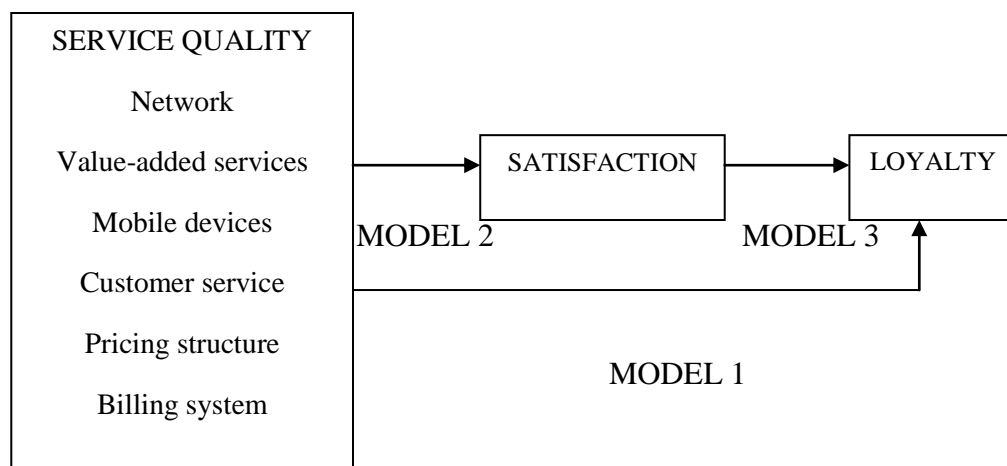 SERVICE QUALITY
Network
Value-added services
Mobile devices
Customer service
Pricing structure
Billing system
SATISFACTION
LOYALTY
MODEL 2
MODEL 3
MODEL 1